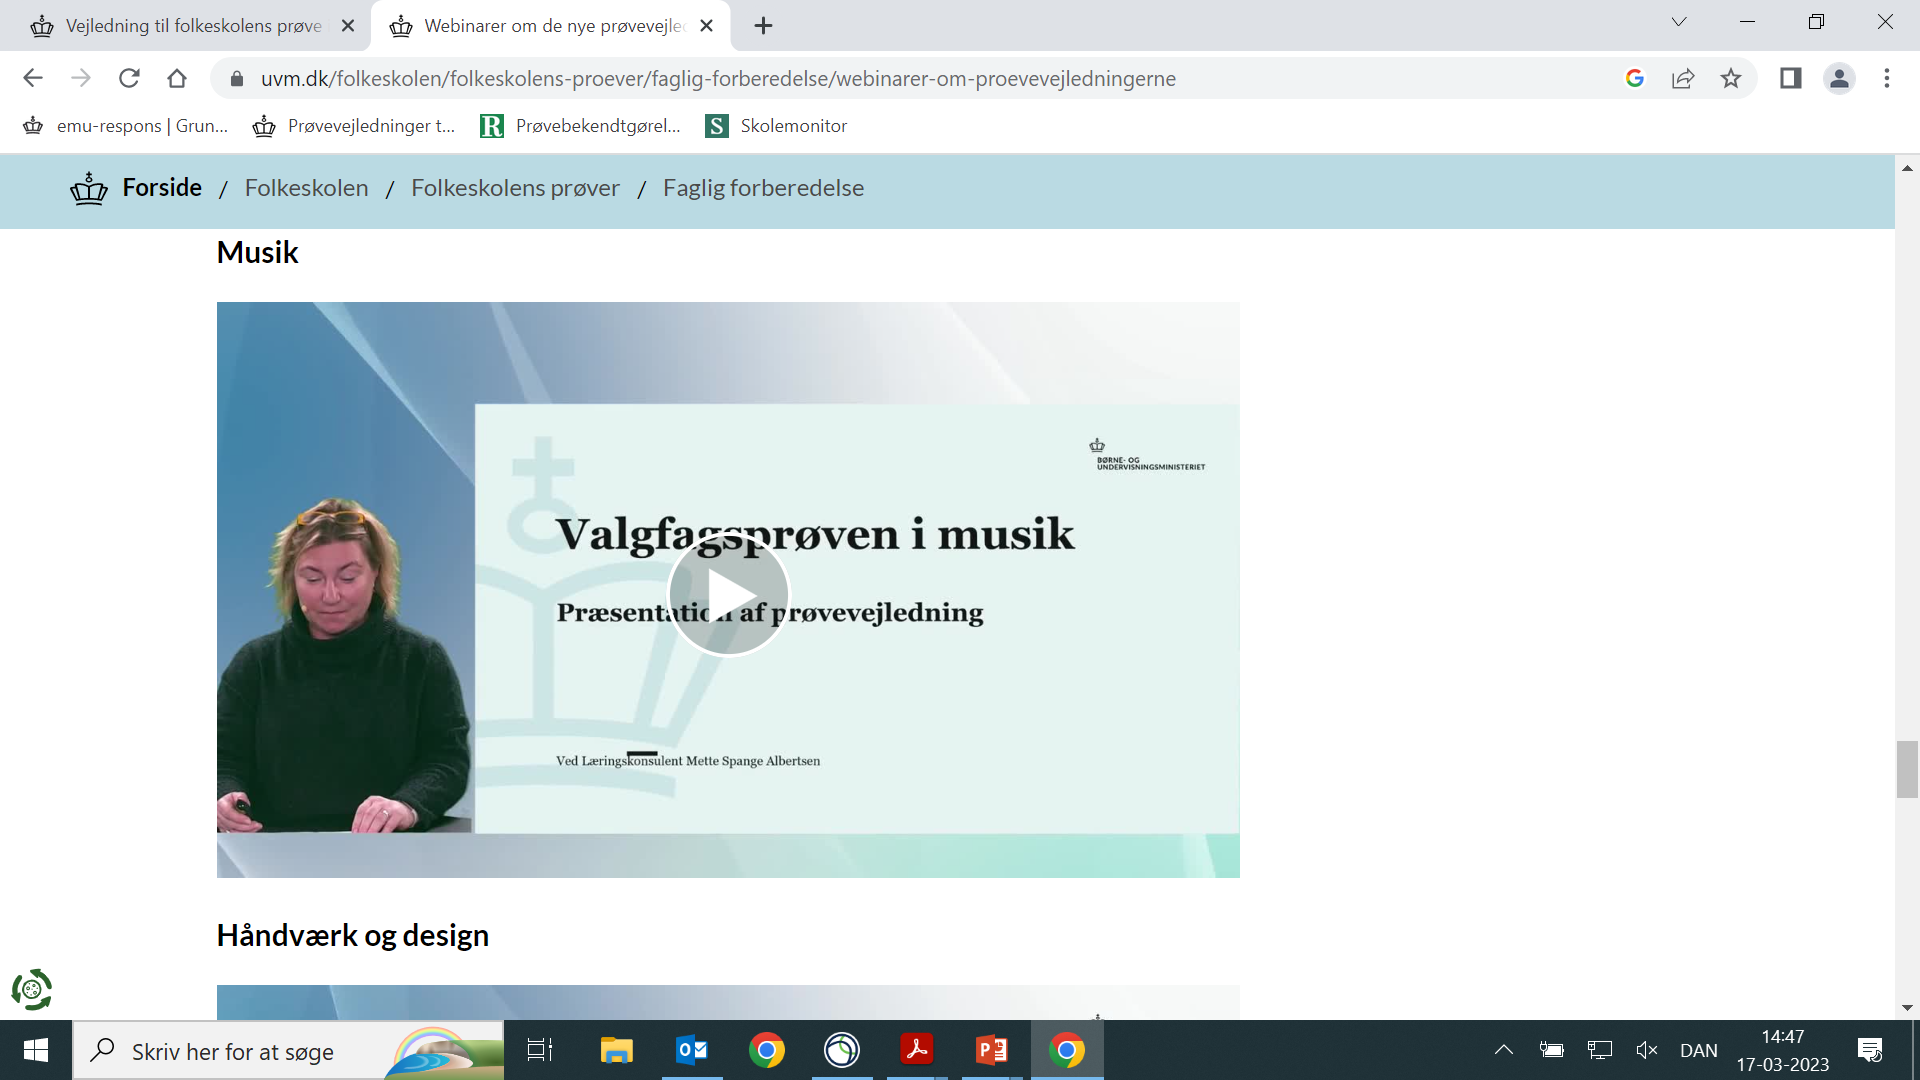 Vejledning til folkeskolens prøve
Webinarer om de nye prøvevejle
uvm.dk/folkeskolen/folkeskolens-proever/faglig-forberedelse/webinarer-om-proevevejledningerne
emu-respons | Grun...
Prøvevejledninger t...
R Prøvebekendtgørel...
S Skolemonitor
Forside / Folkeskolen / Folkeskolens prøver / Faglig forberedelse
Musik
BØRNE- OG
UNDERVISNINGSMINISTERIET
Valgfagsprøven i musik
Præsentation af prøvevejledning
Ved Læringskonsulent Mette Spange Albertsen
Håndværk og design
Skriv her for at søge
DAN
14:47
17-03-2023